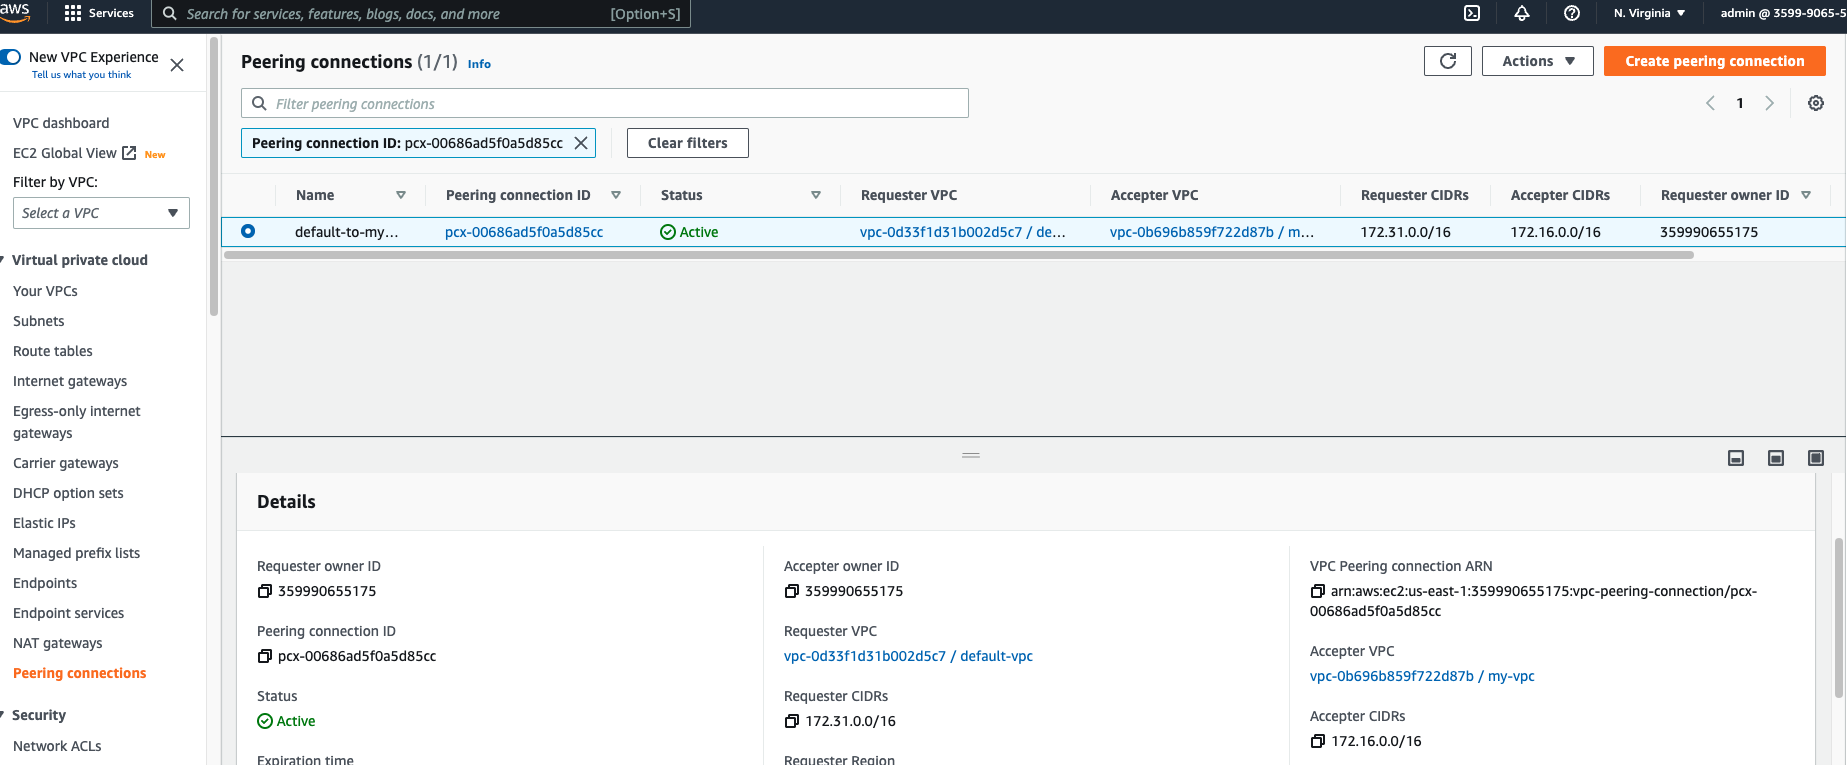 aws
Services
Search for services, features, blogs, docs, and more
[Option+S]
N. Virginia
admin @ 3599-9065-5
New VPC Experience
Tell us what you think
VPC dashboard
EC2 Global View
New
Filter by VPC:
Select a VPC
Virtual private cloud
Your VPCs
Subnets
Route tables
Internet gateways
Egress-only internet
gateways
Carrier gateways
DHCP option sets
Elastic IPs
Managed prefix lists
Endpoints
Endpoint services
NAT gateways
Peering connections
Security
Network ACLs
Peering connections (1/1)
Info
Actions
Create peering connection
Filter peering connections
1
Peering connection ID: pcx-00686ad5f0a5d85cc
Clear filters
Name
Peering connection ID
Status
Requester VPC
Accepter VPC
Requester CIDRs
Accepter CIDRs
Requester owner ID
default-to-my...
pcx-00686ad5f0a5d85cc
Active
vpc-0d33f1d31b002d5c7 / de...
vpc-0b696b859f722d87b / m...
172.31.0.0/16
172.16.0.0/16
359990655175
Details
Requester owner ID
359990655175
Peering connection ID
pcx-00686ad5f0a5d85cc
Status
Active
Expiration time
Accepter owner ID
359990655175
Requester VPC
vpc-0d33f1d31b002d5c7 / default-vpc
Requester CIDRs
172.31.0.0/16
Requester Region
VPC Peering connection ARN
arn:aws:ec2:us-east-1:359990655175:vpc-peering-connection/pcx-
00686ad5f0a5d85cc
Accepter VPC
vpc-0b696b859f722d87b / my-vpc
Accepter CIDRs
172.16.0.0/16